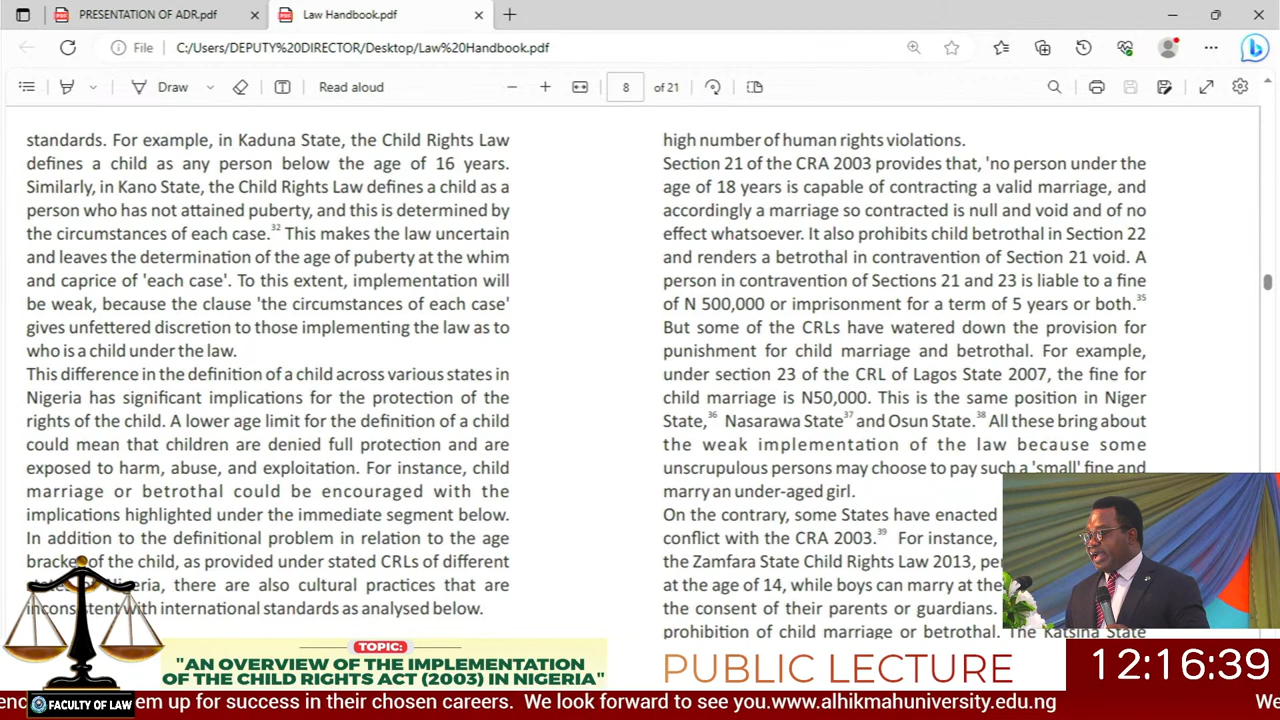 PRESENTATION OF ADR.pdf
Law Handbook.pdf
File
C:/Users/DEPUTY%20DIRECTOR/Desktop/Law%20Handbook.pdf
Draw
Read aloud
8
of 21
standards. For example, in Kaduna State, the Child Rights Law
defines a child as any person below the age of 16 years.
Similarly, in Kano State, the Child Rights Law defines a child as a
person who has not attained puberty, and this is determined by
the circumstances of each case.32 This makes the law uncertain
and leaves the determination of the age of puberty at the whim
and caprice of 'each case'. To this extent, implementation will
be weak, because the clause 'the circumstances of each case'
gives unfettered discretion to those implementing the law as to
who is a child under the law.
This difference in the definition of a child across various states in
Nigeria has significant implications for the protection of the
rights of the child. A lower age limit for the definition of a child
could mean that children are denied full protection and are
exposed to harm, abuse, and exploitation. For instance, child
marriage or betrothal could be encouraged with the
implications highlighted under the immediate segment below.
In addition to the definitional problem in relation to the age
bracket of the child, as provided under stated CRLs of different
Nigeria, there are also cultural practices that are
inconsistent with international standards as analysed below.
high number of human rights violations.
Section 21 of the CRA 2003 provides that, 'no person under the
age of 18 years is capable of contracting a valid marriage, and
accordingly a marriage so contracted is null and void and of no
effect whatsoever. It also prohibits child betrothal in Section 22
and renders a betrothal in contravention of Section 21 void. A
person in contravention of Sections 21 and 23 is liable to a fine
of N 500,000 or imprisonment for a term of 5 years or both.35
But some of the CRLs have watered down the provision for
punishment for child marriage and betrothal. For example,
under section 23 of the CRL of Lagos State 2007, the fine for
child marriage is N50,000. This is the same position in Niger
State,36 Nasarawa State37 and Osun State.38 All these bring about
the weak implementation of the law because some
unscrupulous persons may choose to pay such a 'small' fine and
marry an under-aged girl.
On the contrary, some States have enacted
conflict with the CRA 2003.39 For instance,
the Zamfara State Child Rights Law 2013,
at the age of 14, while boys can marry at the
the consent of their parents or guardians.
prohibition of child marriage or betrothal. The Katsina State
TOPIC:
"AN OVERVIEW OF THE IMPLEMENTATION
OF THE CHILD RIGHTS ACT (2003) IN NIGERIA"
PUBLIC LECTURE
12:16:39
FACULTY OF LAW
em up for success in their chosen careers. We look forward to see you.www.alhikmahuniversity.edu.ng We